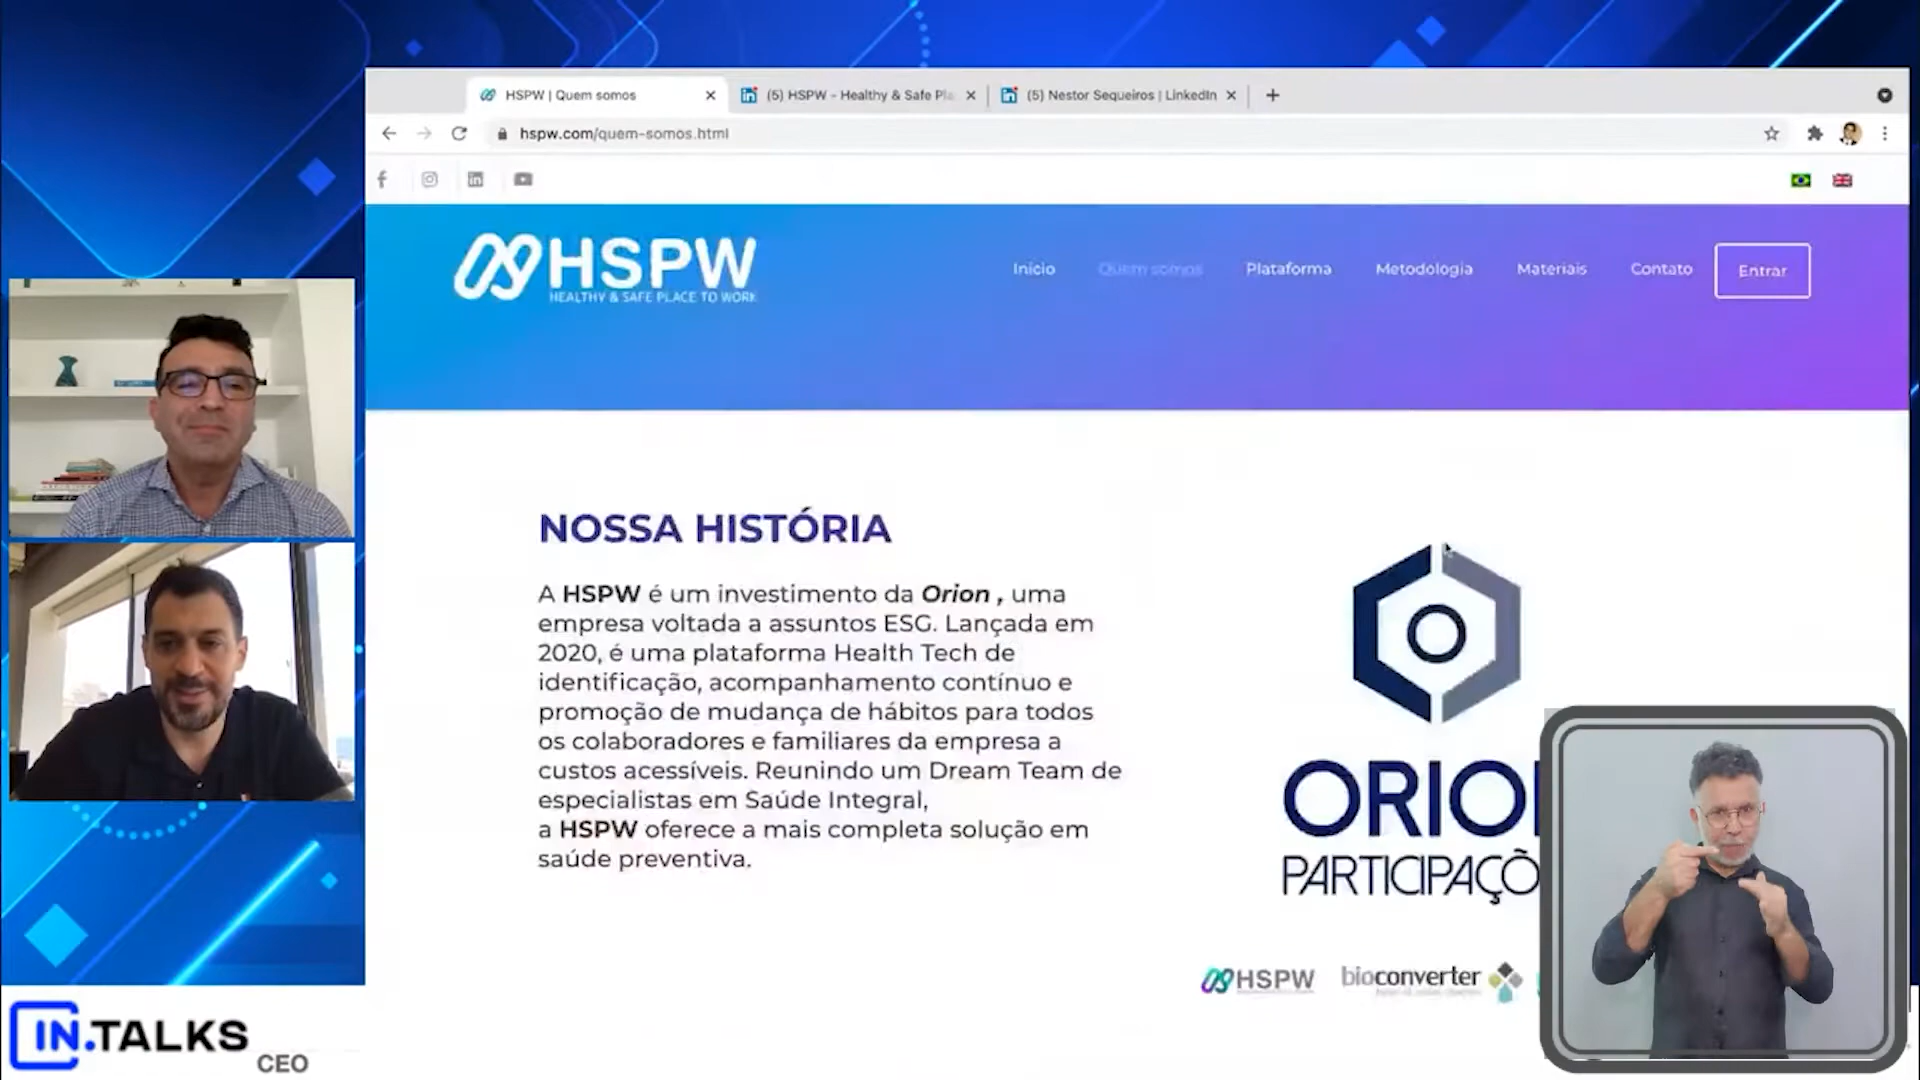 HSPW | Quem somos
(5) HSPW - Healthy & Safe Pla
(5) Nestor Sequeiros | LinkedIn
hspw.com/quem-somos.html
HSPW
HEALTHY & SAFE PLACE TO WORK
Início
Quem somos
Plataforma
Metodologia
Materiais
Contato
Entrar
NOSSA HISTÓRIA
A HSPW é um investimento da Orion , uma
empresa voltada a assuntos ESG. Lançada em
2020, é uma plataforma Health Tech de
identificação, acompanhamento contínuo e
promoção de mudança de hábitos para todos
os colaboradores e familiares da empresa a
custos acessíveis. Reunindo um Dream Team de
especialistas em Saúde Integral,
a HSPW oferece a mais completa solução em
saúde preventiva.
ORION
PARTICIPAÇÕ
HSPW
bioconverter
IN.TALKS
CEO